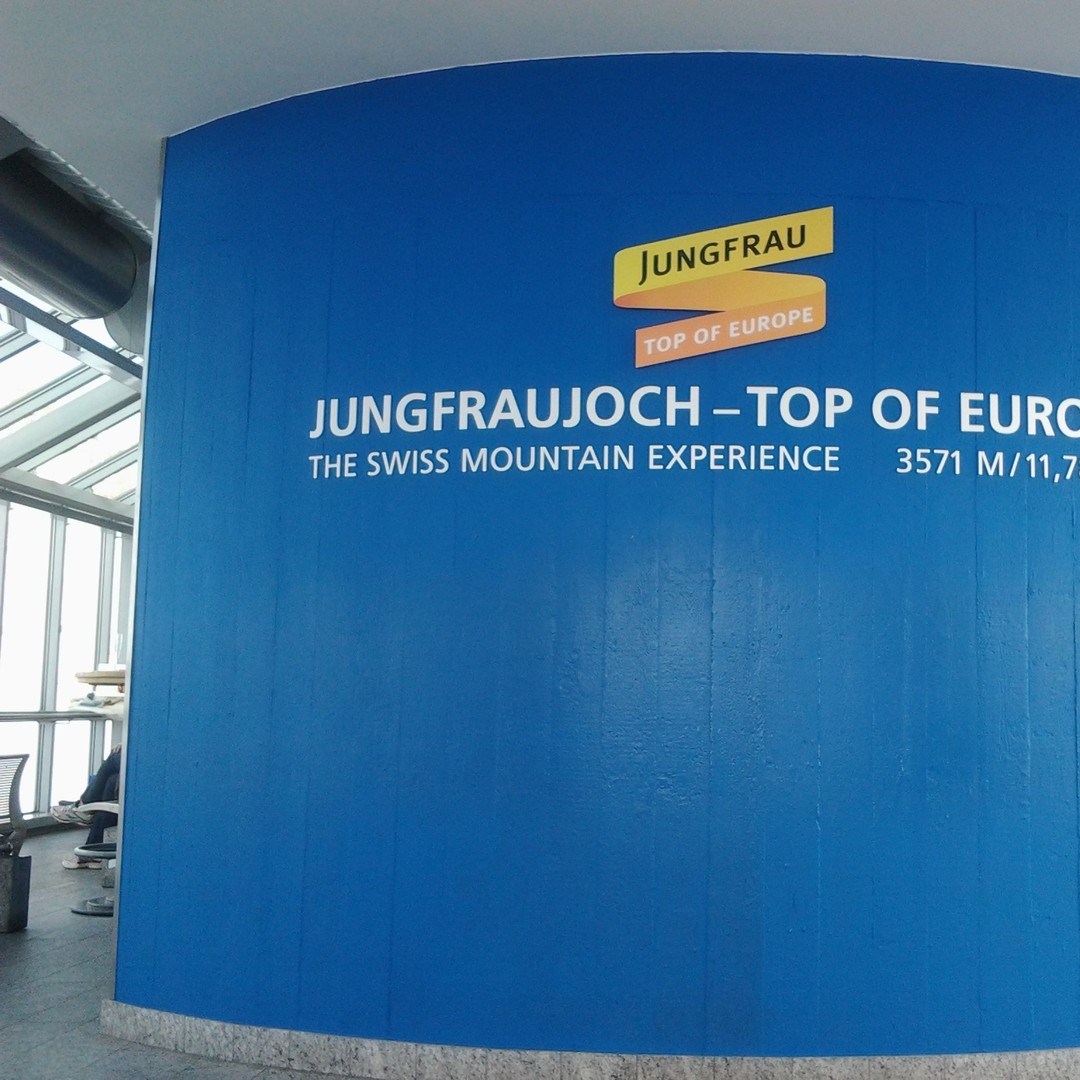 JUNGFRAU
TOP OF EUROPE
JUNGFRAUJOCH – TOP OF EURO
THE SWISS MOUNTAIN EXPERIENCE 3571 M / 11,7